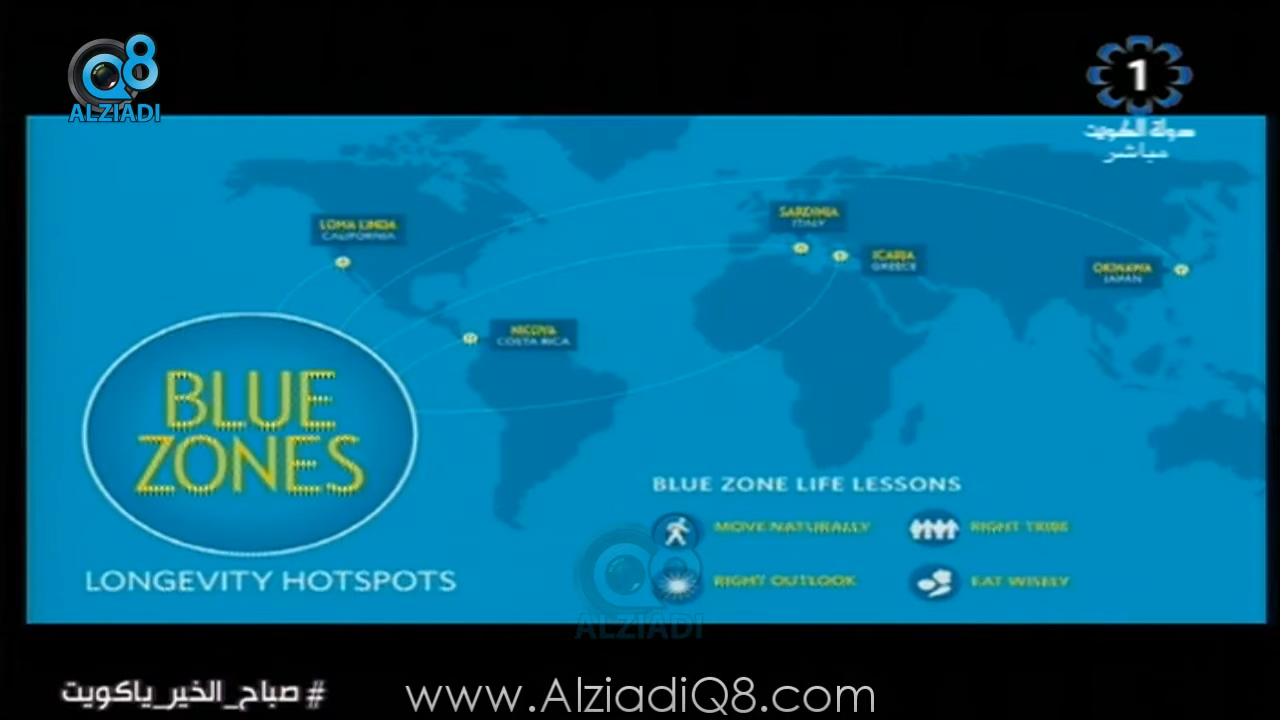 Q8
ALZIADI
1
دولة الكويت
مباشر
LOMA LINDA
CALIFORNIA
SARDINIA
ITALY
ICARIA
GREECE
OKINAWA
JAPAN
NICOYA
COSTA RICA
BLUE
ZONES
LONGEVITY HOTSPOTS
BLUE ZONE LIFE LESSONS
MOVE NATURALLY
RIGHT TRIBE
RIGHT OUTLOOK
EAT WISELY
Q8
ALZIADI
#صباح_الخير_ياكويت
www.AlziadiQ8.com